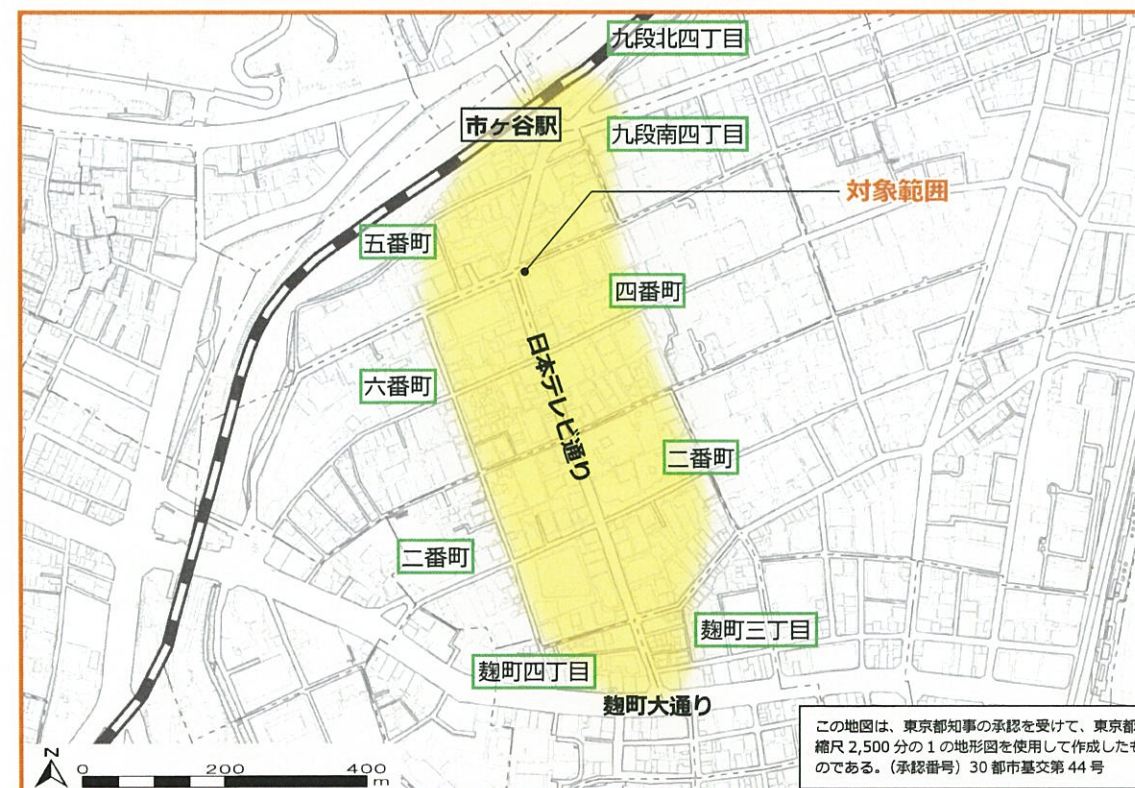 九段北四丁目
市ヶ谷駅
九段南四丁目
対象範囲
五番町
四番町
日本テレビ通り
六番町
二番町
二番町
麹町三丁目
麹町四丁目
麹町大通り
この地図は、東京都知事の承認を受けて、東京都
縮尺 2,500 分の 1 の地形図を使用して作成したも
のである。（承認番号）30 都市基交第 44 号
N
0 200 400
m